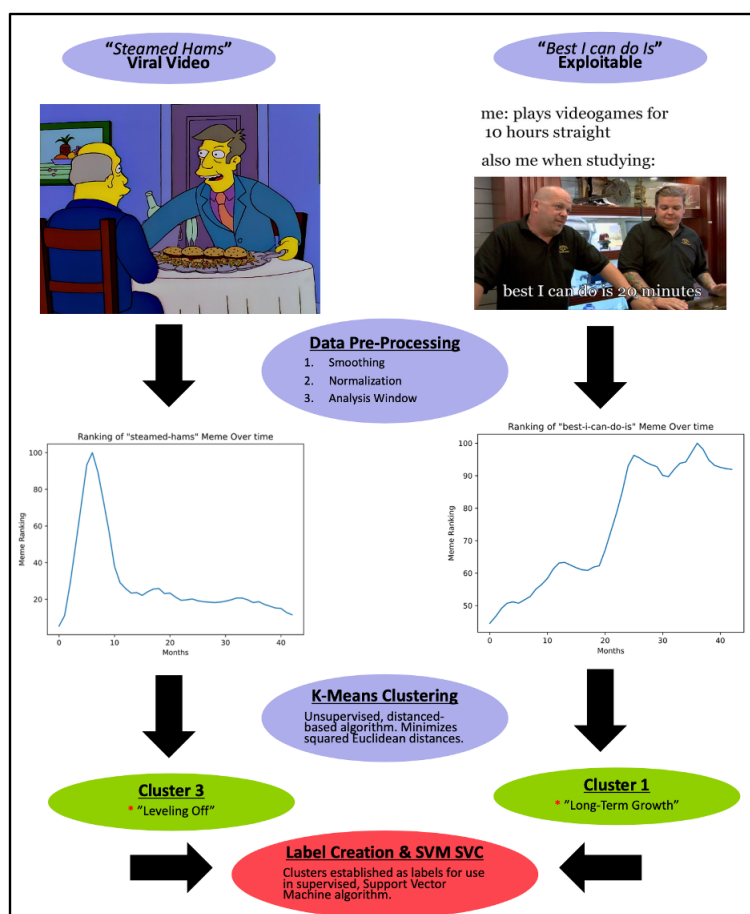 "Steamed Hams"
Viral Video
"Best I can do Is"
Exploitable
me: plays videogames for
10 hours straight
also me when studying:
best I can do is 20 minutes
Data Pre-Processing
1. Smoothing
2. Normalization
3. Analysis Window
Ranking of "steamed-hams" Meme Over time
Meme Ranking
100
80
60
40
20
0
10
20
30
40
Months
Ranking of "best-i-can-do-is" Meme Over time
Meme Ranking
100
90
80
70
60
50
0
10
20
30
40
Months
K-Means Clustering
Unsupervised, distanced-
based algorithm. Minimizes
squared Euclidean distances.
Cluster 3
* "Leveling Off"
Cluster 1
* "Long-Term Growth"
Label Creation & SVM SVC
Clusters established as labels for use
in supervised, Support Vector
Machine algorithm.